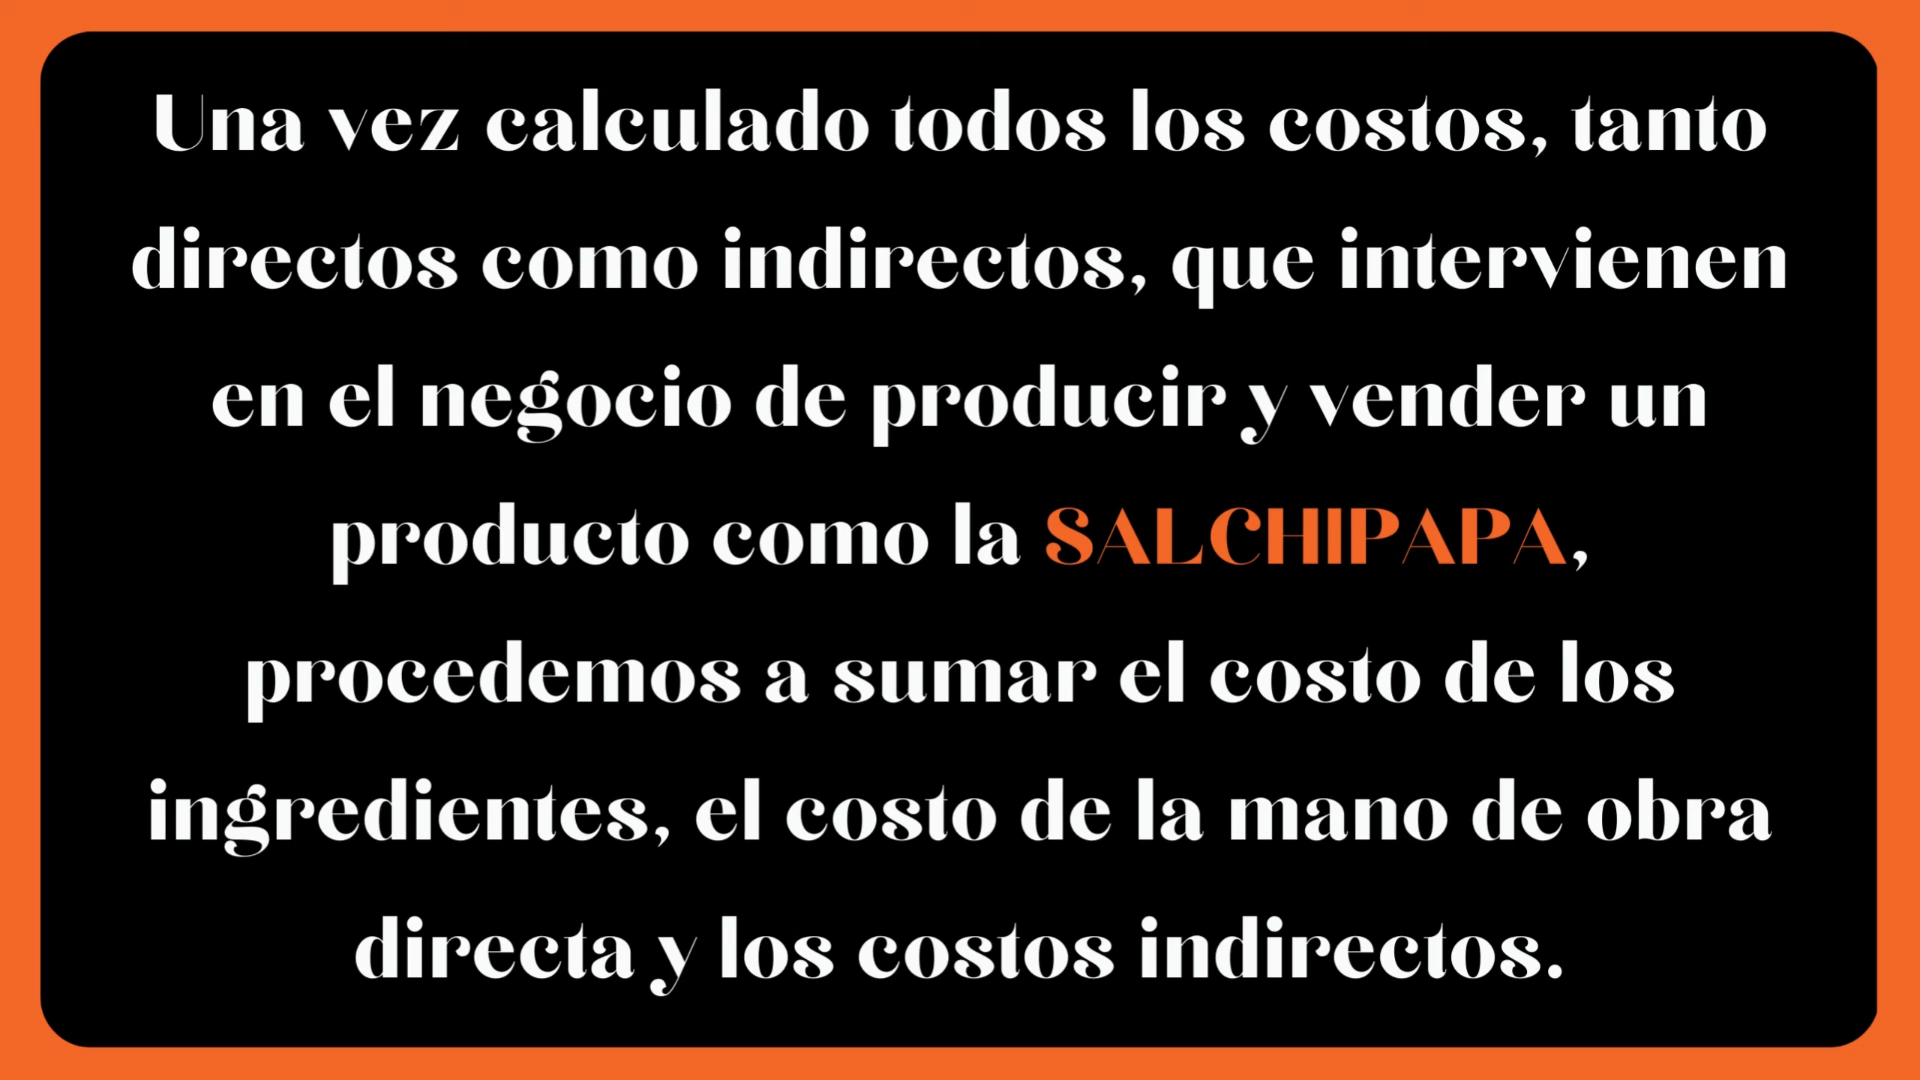 Una vez calculado todos los costos, tanto
directos como indirectos, que intervienen
en el negocio de producir y vender un
producto como la SALCHIPAPA,
procedemos a sumar el costo de los
ingredientes, el costo de la mano de obra
directa y los costos indirectos.